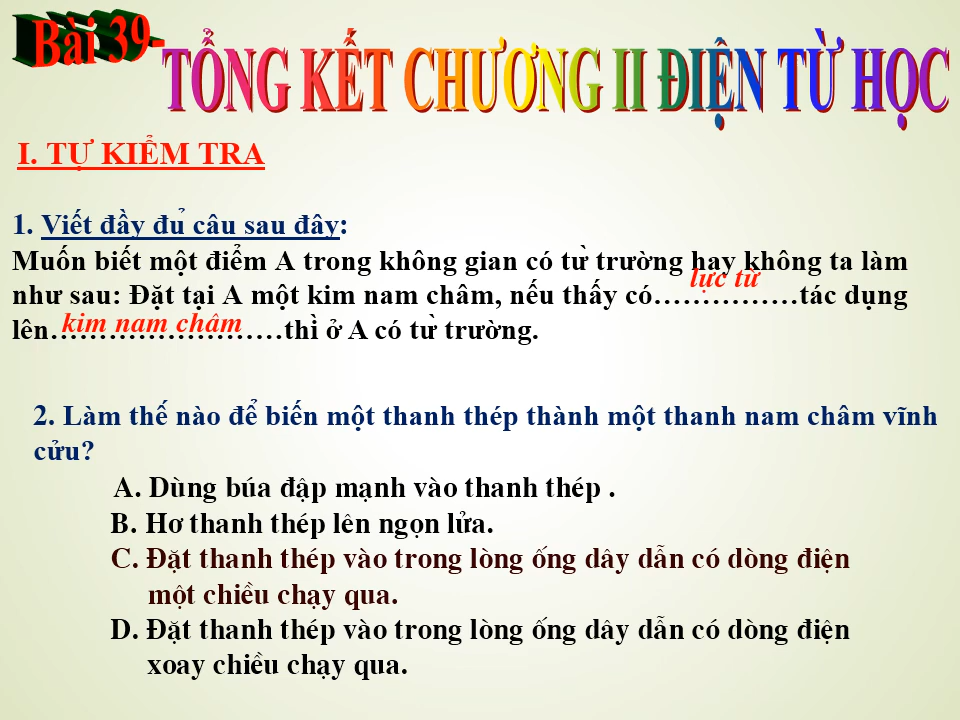 Bài 39-
TỔNG KẾT CHƯƠNG II ĐIỆN TỪ HỌC
I. TỰ KIỂM TRA
1. Viết đầy đủ câu sau đây:
Muốn biết một điểm A trong không gian có từ trường hay không ta làm
như sau: Đặt tại A một kim nam châm, nếu thấy có……………tác dụng
lực từ
lên……………………thì ở A có từ trường.
kim nam châm
2. Làm thế nào để biến một thanh thép thành một thanh nam châm vĩnh
cửu?
A. Dùng búa đập mạnh vào thanh thép .
B. Hơ thanh thép lên ngọn lửa.
C. Đặt thanh thép vào trong lòng ống dây dẫn có dòng điện
một chiều chạy qua.
D. Đặt thanh thép vào trong lòng ống dây dẫn có dòng điện
xoay chiều chạy qua.